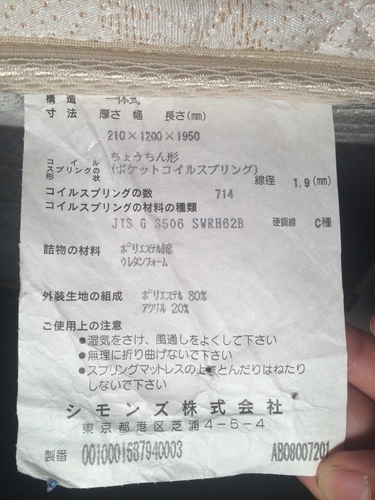 構造 一体式
寸法 厚さ 幅 長さ(mm)
210×1200×1950
コイルスプリングの形状 ちょうちん形
(ポケットコイルスプリング)
線径 1.9(mm)
コイルスプリングの数 714
コイルスプリングの材料の種類
JIS G 3506 SWRH62B 硬鋼線 C種
詰物の材料 ポリエステル綿
ウレタンフォーム
外装生地の組成 ポリエステル 80%
アクリル 20%
ご使用上の注意
●湿気をさけ、風通しをよくして下さい
●無理に折り曲げないで下さい
●スプリングマットレスの上でとんだりはねたり
しないで下さい
シモンズ株式会社
東京都港区芝浦4-5-4
製番 0010001687940003 AB08007201